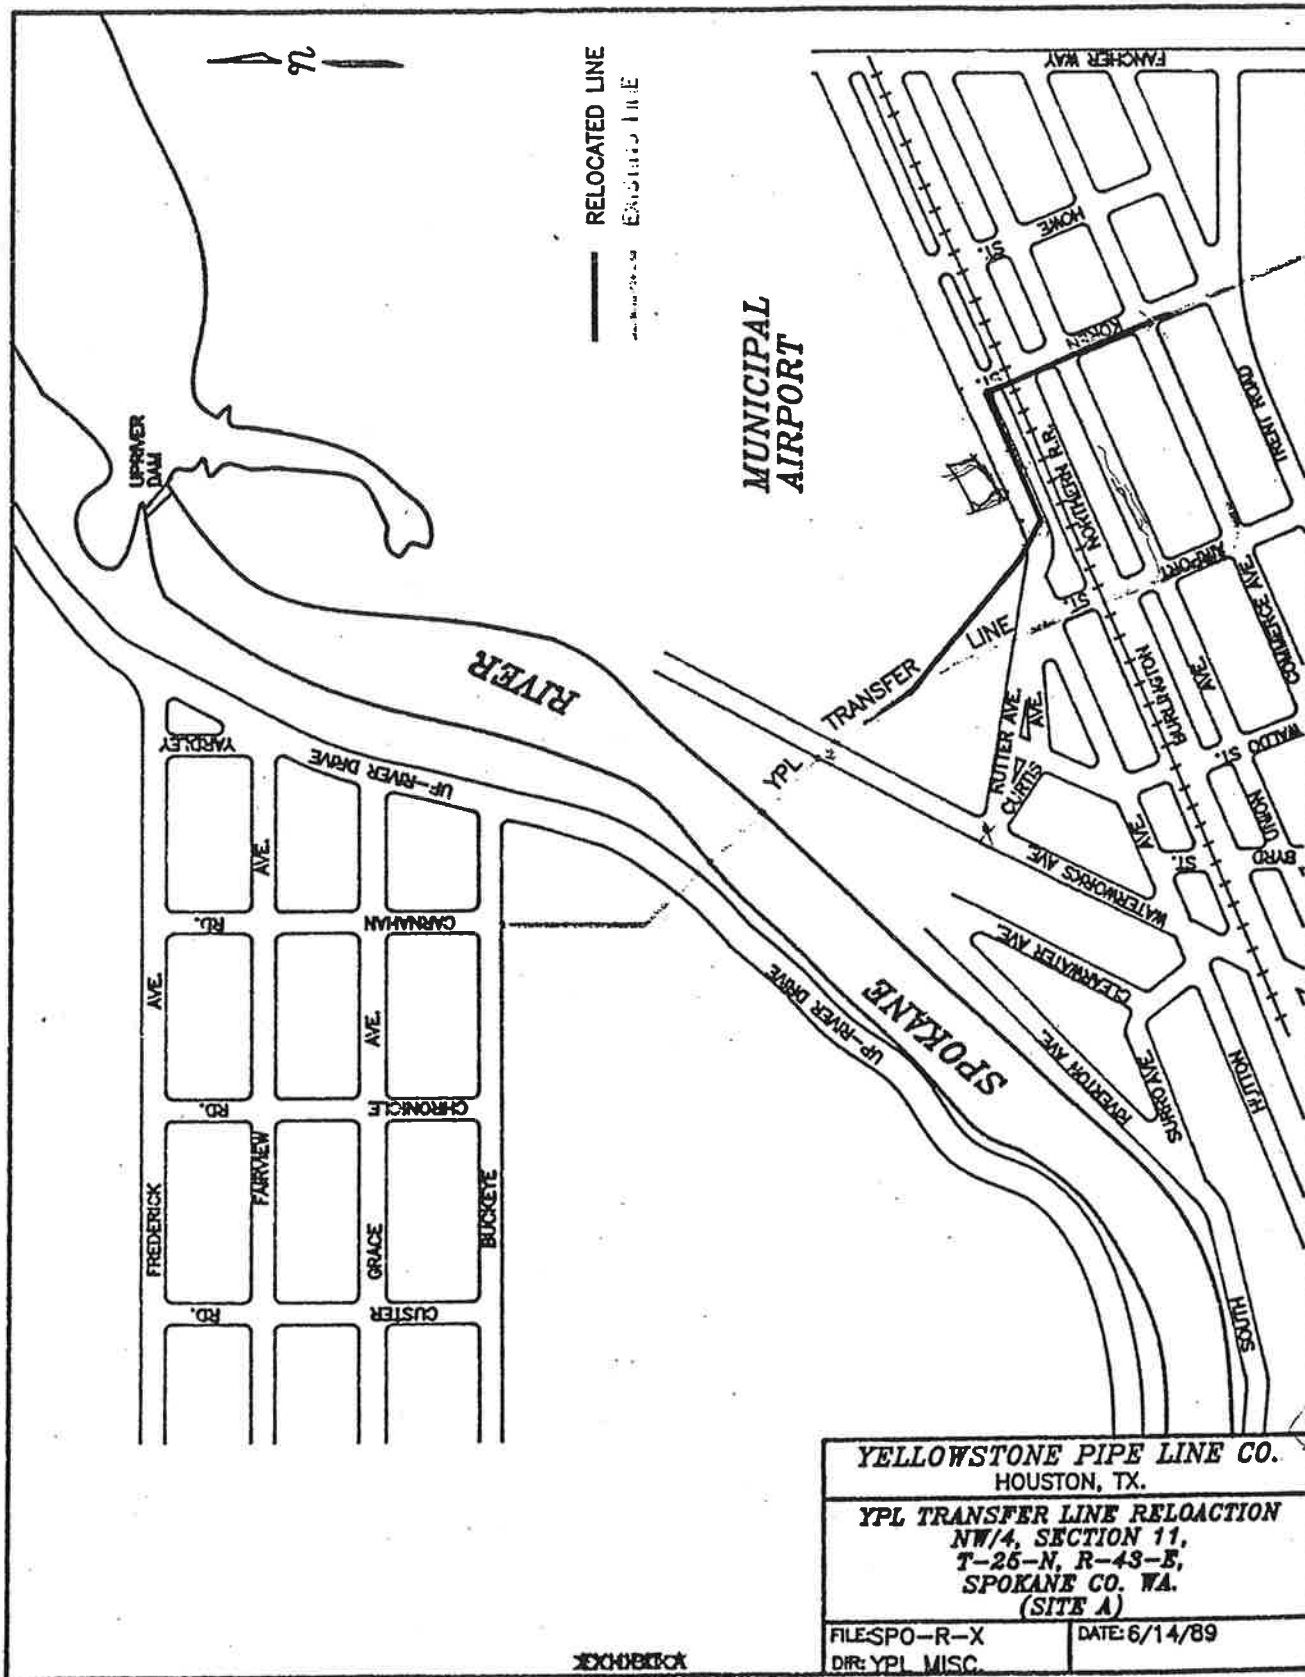 FANCHER WAY
n
RELOCATED LINE
HOWE
ST.
MUNICIPAL
AIRPORT
KOREN
ST.
TRENT ROAD
UPRIVER
DAM
NORTHERN R.R.
AIRPORT
ST.
COMMERCE AVE.
RIVER
YPL TRANSFER LINE
BURLINGTON
AVE.
WALDO
ST.
RUTTER AVE.
AVE.
CURTIS
YARDLEY
UP-RIVER DRIVE
AVE.
UNION
BYRD
ST.
AVE.
WATERWORKS AVE.
CARNAHAN
RD.
CLEARWATER AVE.
AVE.
AVE.
UP-RIVER DRIVE
SPOKANE
RIVERTON AVE.
CHRONICLE
RD.
SURRO AVE.
HUTTON
FREDERICK
FAIRVIEW
GRACE
BUCKEYE
CUSTER
RD.
SOUTH
YELLOWSTONE PIPE LINE CO.
HOUSTON, TX.
YPL TRANSFER LINE RELOACTION
NW/4, SECTION 11,
T-25-N, R-43-E,
SPOKANE CO. WA.
(SITE A)
FILE:SPO-R-X
DATE: 6/14/89
DIR: YPL MISC.
EXHIBIT A